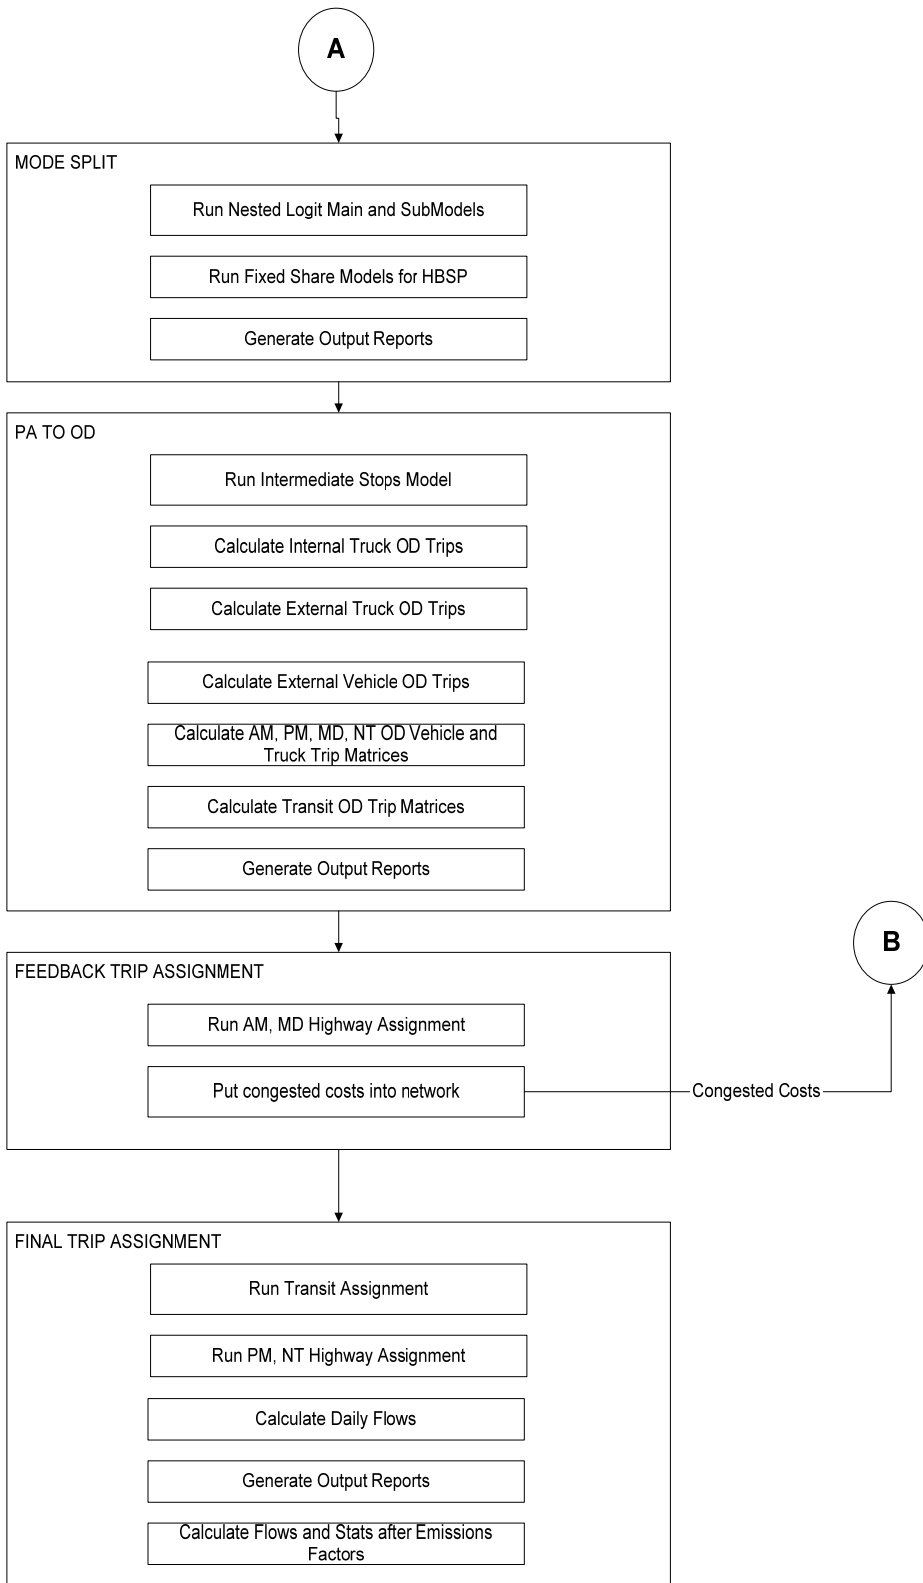 A
MODE SPLIT
Run Nested Logit Main and SubModels
Run Fixed Share Models for HBSP
Generate Output Reports
PA TO OD
Run Intermediate Stops Model
Calculate Internal Truck OD Trips
Calculate External Truck OD Trips
Calculate External Vehicle OD Trips
Calculate AM, PM, MD, NT OD Vehicle and
Truck Trip Matrices
Calculate Transit OD Trip Matrices
Generate Output Reports
B
FEEDBACK TRIP ASSIGNMENT
Run AM, MD Highway Assignment
Put congested costs into network
Congested Costs
FINAL TRIP ASSIGNMENT
Run Transit Assignment
Run PM, NT Highway Assignment
Calculate Daily Flows
Generate Output Reports
Calculate Flows and Stats after Emissions
Factors